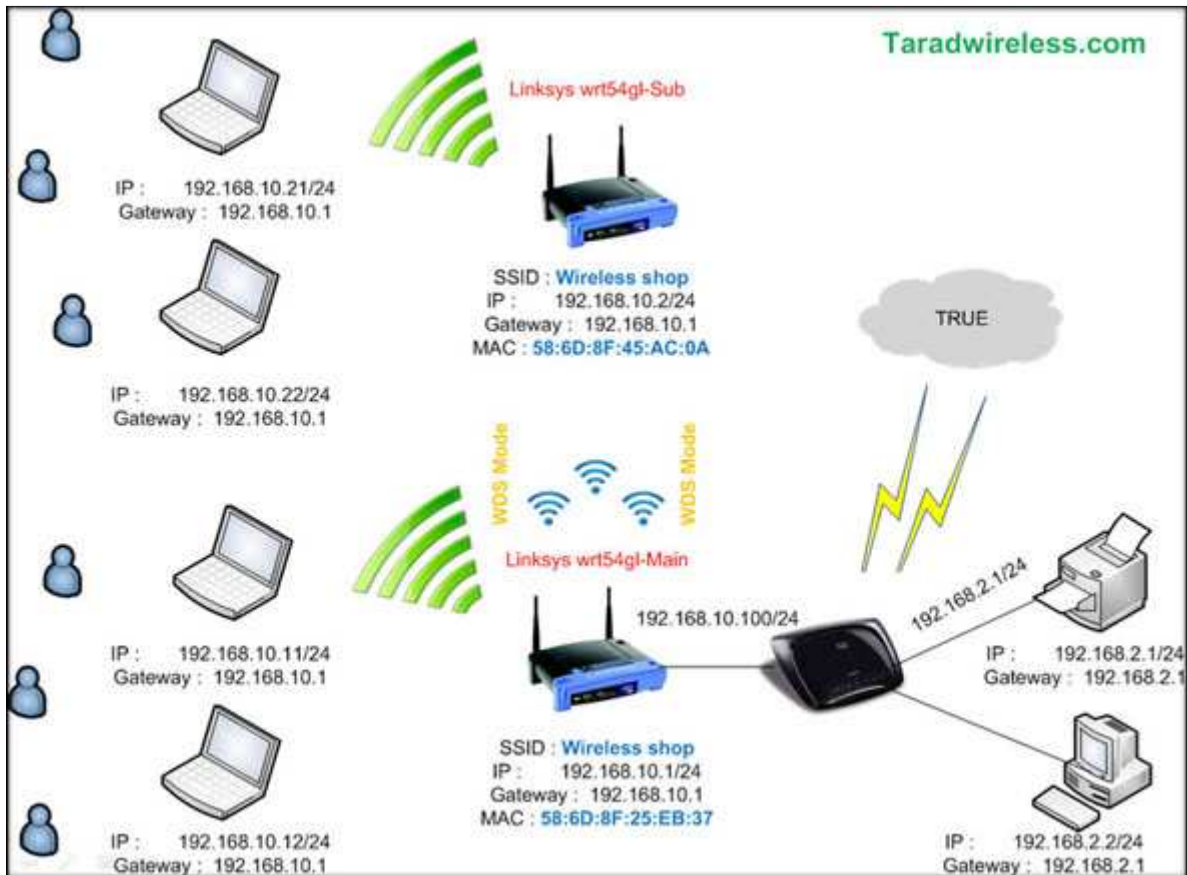 Taradwireless.com
Linksys wrt54gl-Sub
IP : 192.168.10.21/24
Gateway : 192.168.10.1
SSID : Wireless shop
IP : 192.168.10.2/24
Gateway : 192.168.10.1
MAC : 58:6D:8F:45:AC:0A
TRUE
IP : 192.168.10.22/24
Gateway : 192.168.10.1
WDS Mode
WDS Mode
Linksys wrt54gl-Main
192.168.10.100/24
192.168.2.1/24
IP : 192.168.10.11/24
Gateway : 192.168.10.1
IP : 192.168.2.1/24
Gateway : 192.168.2.1
SSID : Wireless shop
IP : 192.168.10.1/24
Gateway : 192.168.10.1
MAC : 58:6D:8F:25:EB:37
IP : 192.168.10.12/24
Gateway : 192.168.10.1
IP : 192.168.2.2/24
Gateway : 192.168.2.1